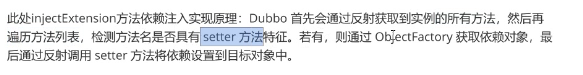 此处injectExtension方法依赖注入实现原理：Dubbo 首先会通过反射获取到实例的所有方法，然后再
遍历方法列表，检测方法名是否具有 setter 方法特征。若有，则通过 ObjectFactory 获取依赖对象，最
后通过反射调用 setter 方法将依赖设置到目标对象中。